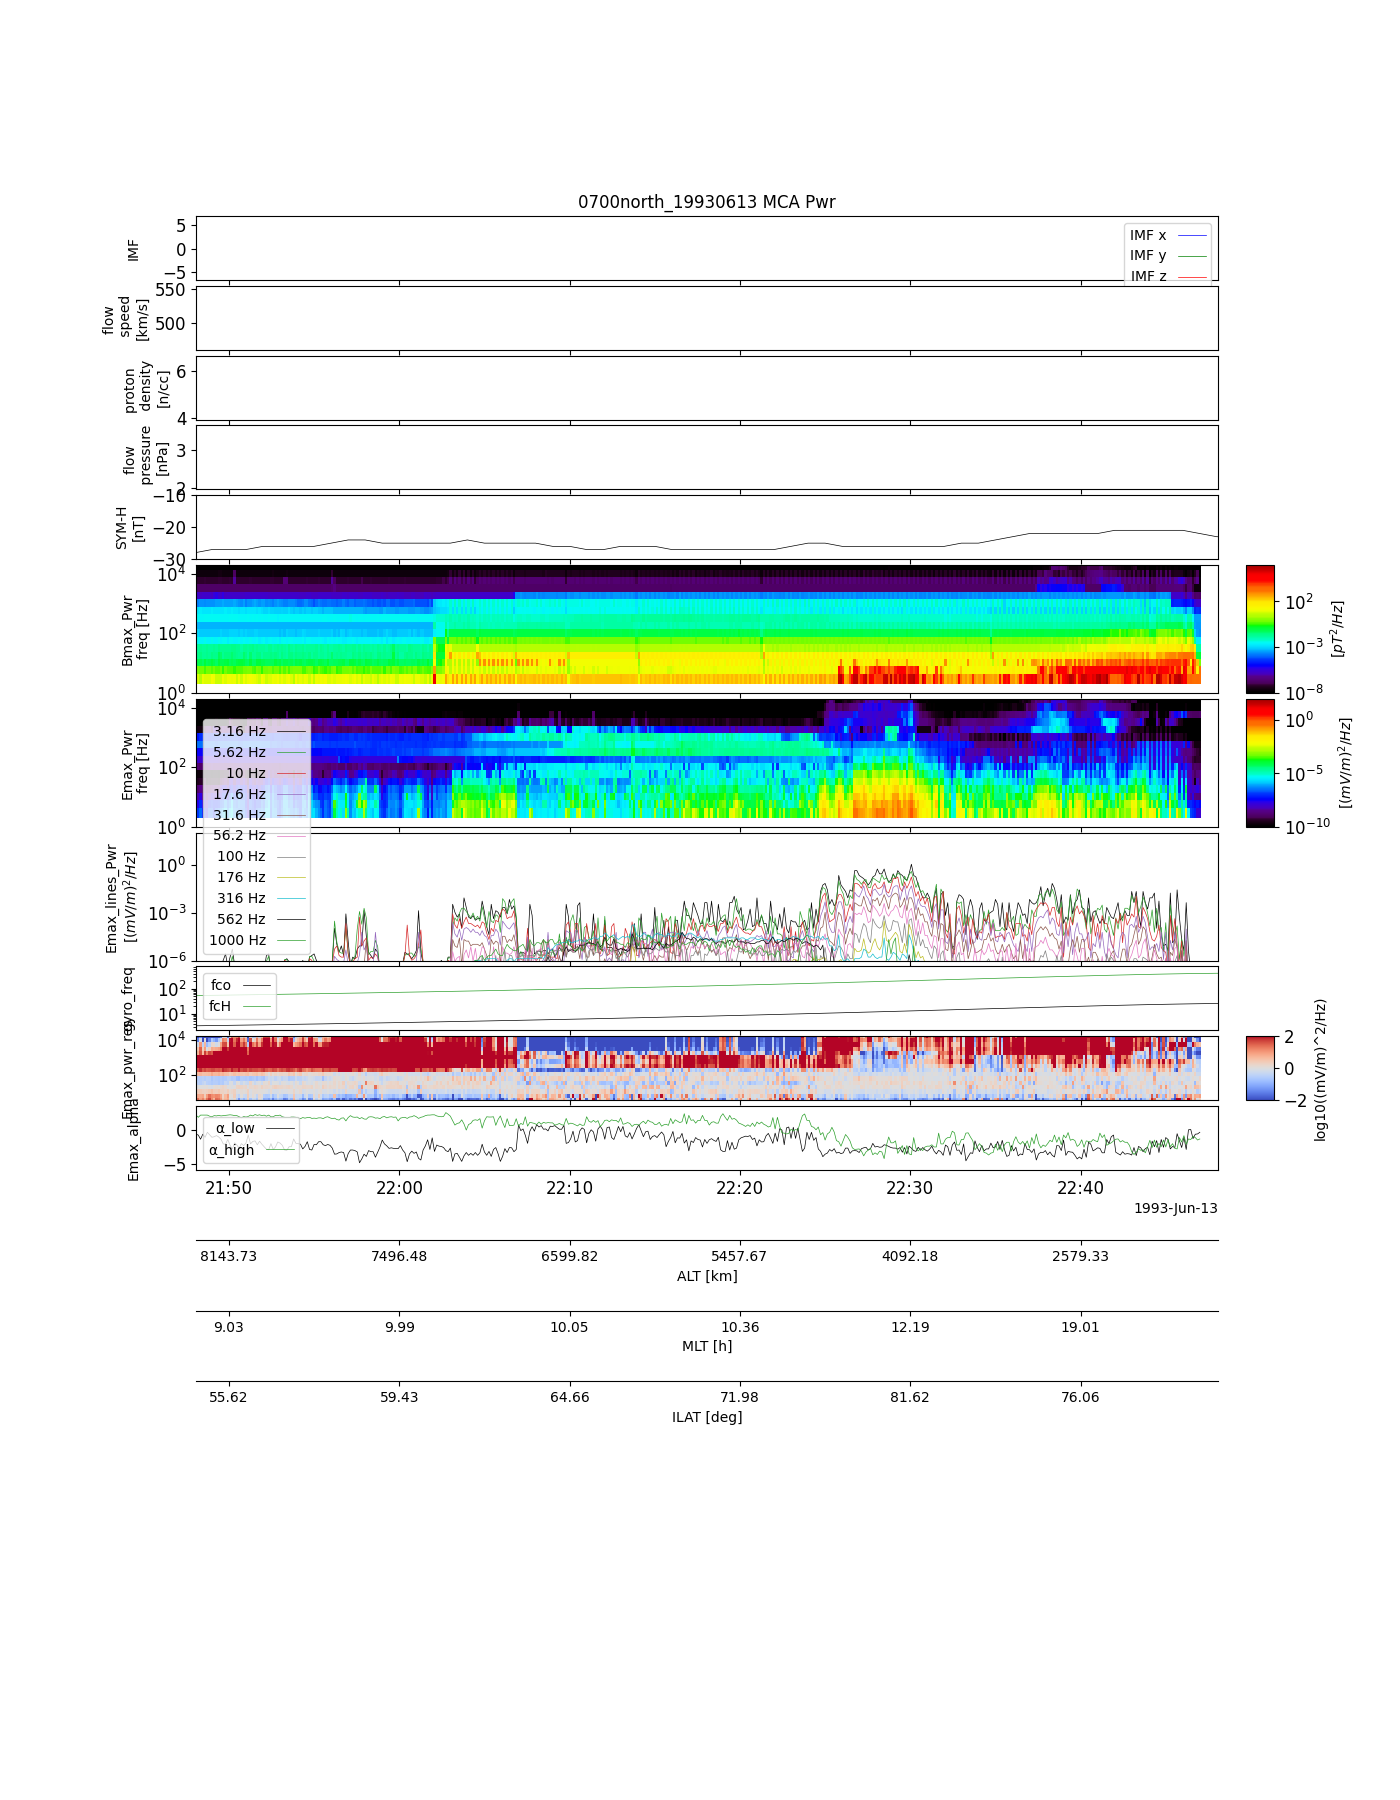 0700north_19930613 MCA Pwr
IMF
5
0
−5
IMF x
IMF y
IMF z
flow
speed
[km/s]
550
500
proton
density
[n/cc]
6
4
flow
pressure
[nPa]
3
2
SYM-H
[nT]
−10
−20
−30
Bmax_Pwr
freq [Hz]
10^4
10^2
10^0
10^2
10^−3
10^−8
[pT^2/Hz]
Emax_Pwr
freq [Hz]
10^4
10^2
10^0
10^0
10^−5
10^−10
[(mV/m)^2/Hz]
3.16 Hz
5.62 Hz
10 Hz
17.6 Hz
31.6 Hz
56.2 Hz
100 Hz
176 Hz
316 Hz
562 Hz
1000 Hz
Emax_lines_Pwr
[(mV/m)^2/Hz]
10^0
10^−3
10^−6
gyro_freq
10^2
10^1
fco
fcH
Emax_pwr_reg
10^4
10^2
2
0
−2
log10((mV/m)^2/Hz)
Emax_alpha
0
−5
α_low
α_high
21:50 22:00 22:10 22:20 22:30 22:40
1993-Jun-13
8143.73 7496.48 6599.82 5457.67 4092.18 2579.33
ALT [km]
9.03 9.99 10.05 10.36 12.19 19.01
MLT [h]
55.62 59.43 64.66 71.98 81.62 76.06
ILAT [deg]